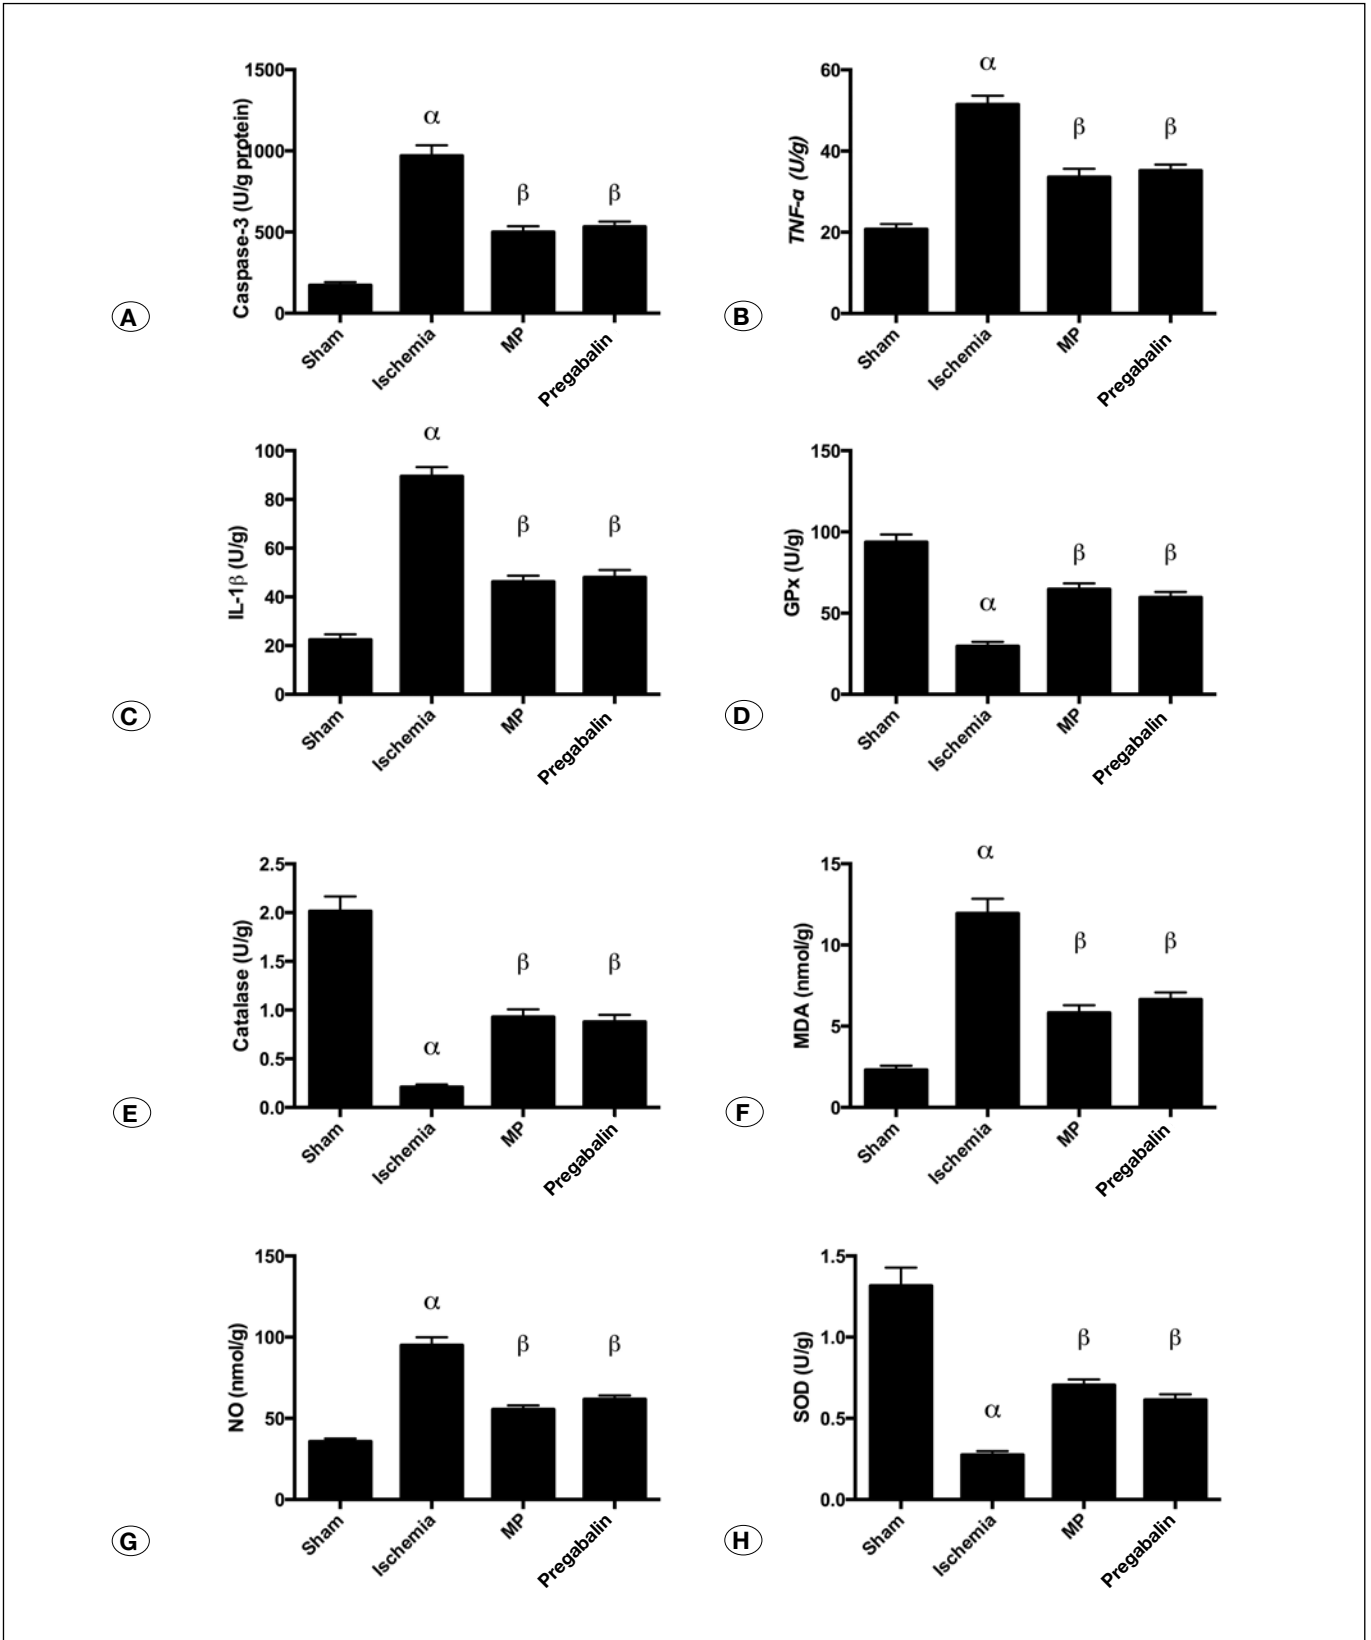 1500
1000
500
0
Caspase-3 (U/g protein)
α
β
β
Sham
Ischemia
MP
Pregabalin
A
60
40
20
0
TNF-α (U/g)
α
β
β
Sham
Ischemia
MP
Pregabalin
B
100
80
60
40
20
0
IL-1β (U/g)
α
β
β
Sham
Ischemia
MP
Pregabalin
C
150
100
50
0
GPx (U/g)
α
β
β
Sham
Ischemia
MP
Pregabalin
D
2.5
2.0
1.5
1.0
0.5
0.0
Catalase (U/g)
α
β
β
Sham
Ischemia
MP
Pregabalin
E
15
10
5
0
MDA (nmol/g)
α
β
β
Sham
Ischemia
MP
Pregabalin
F
150
100
50
0
NO (nmol/g)
α
β
β
Sham
Ischemia
MP
Pregabalin
G
1.5
1.0
0.5
0.0
SOD (U/g)
α
β
β
Sham
Ischemia
MP
Pregabalin
H